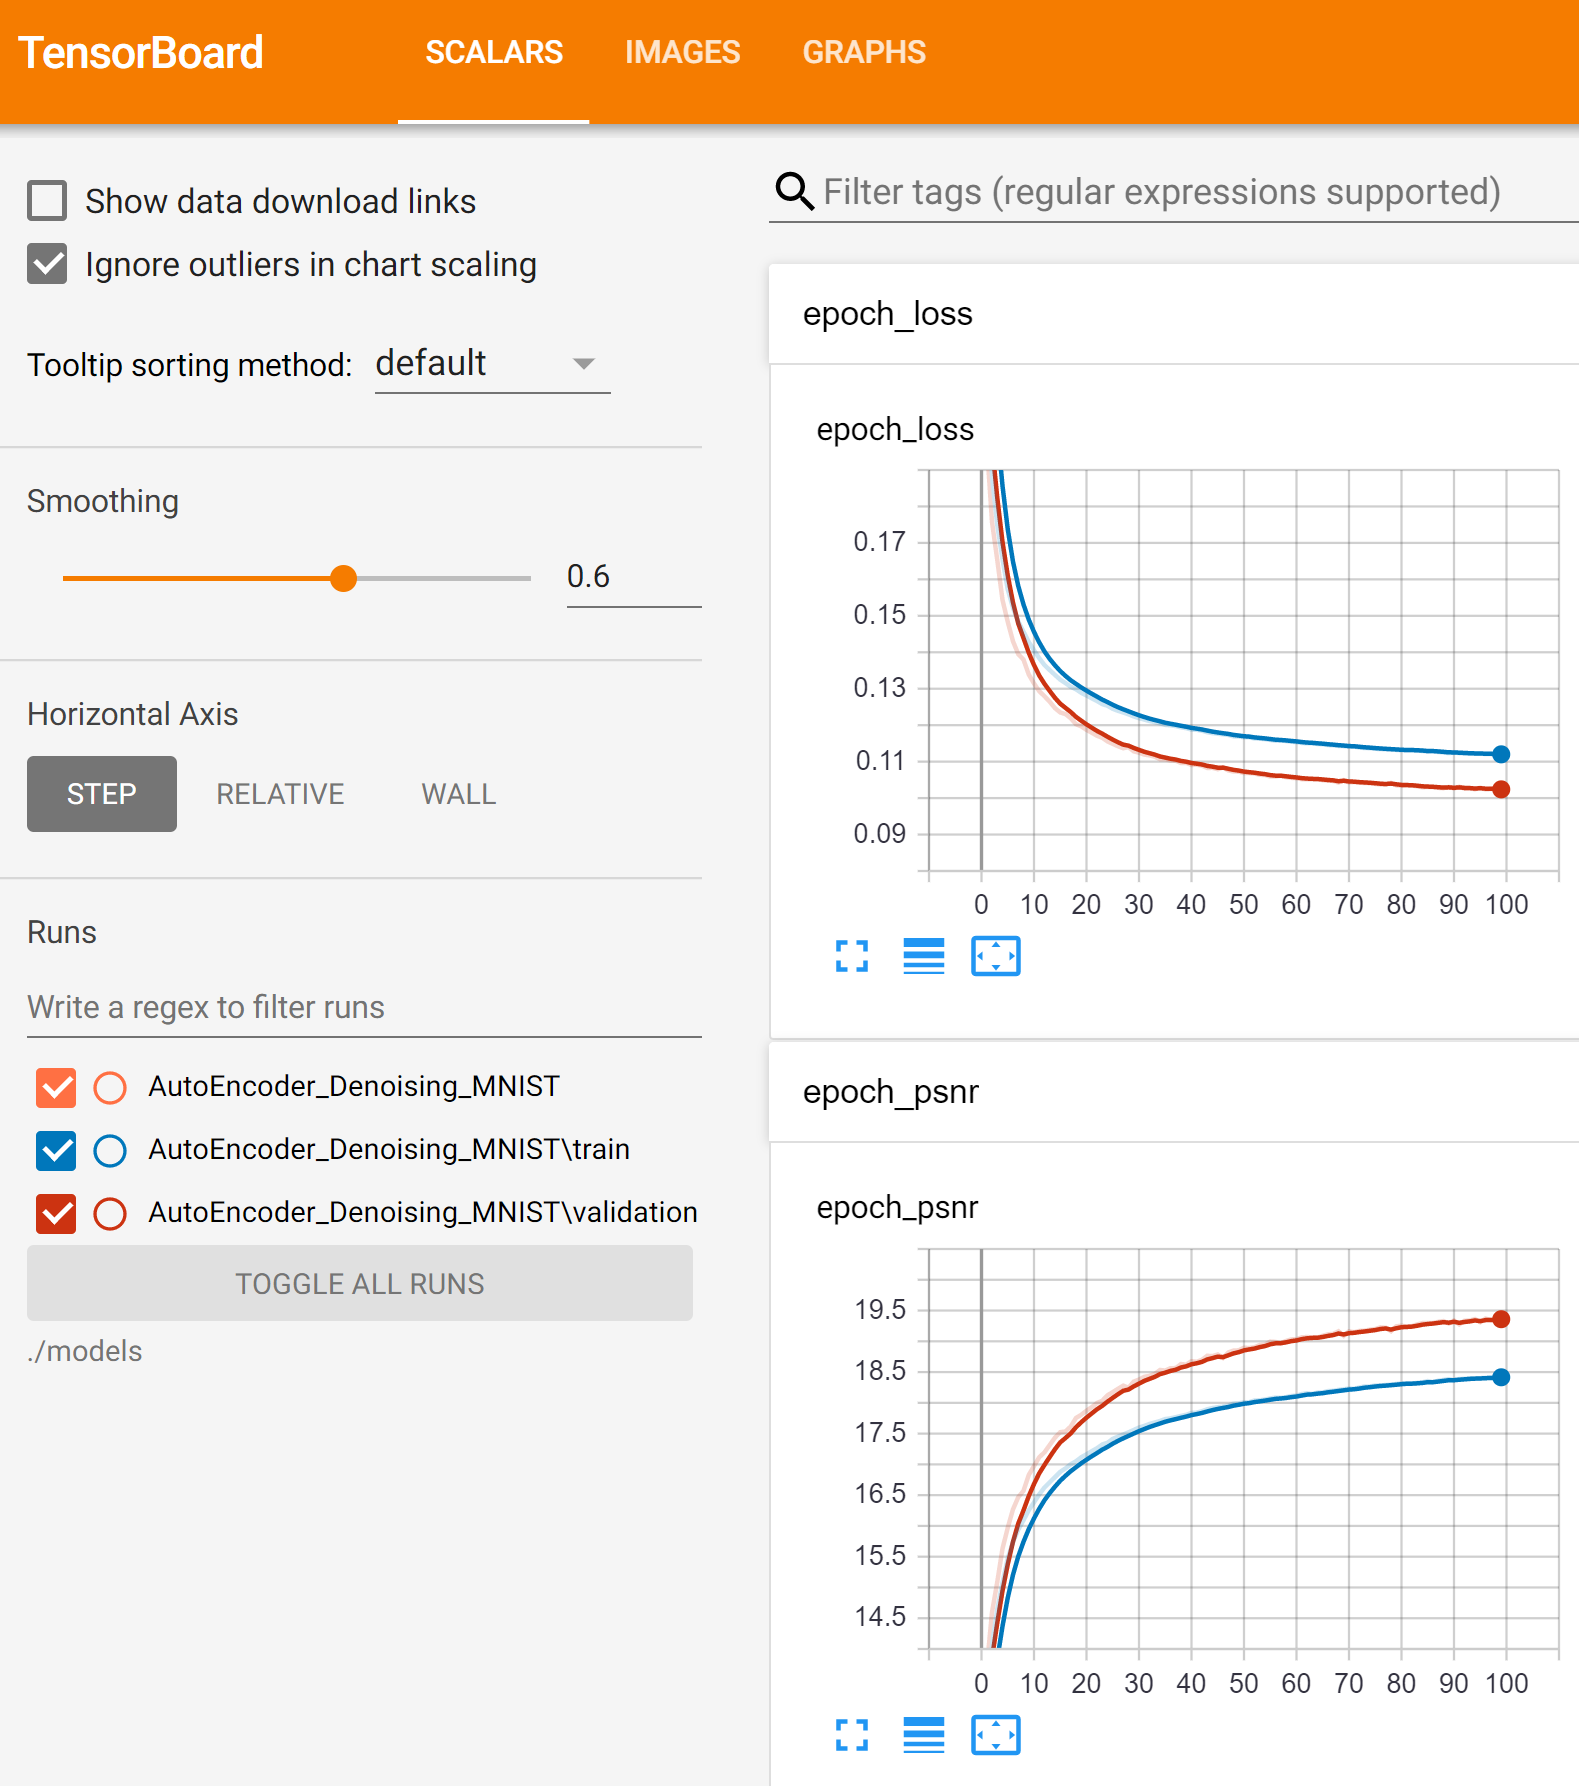 TensorBoard SCALARS IMAGES GRAPHS
Show data download links
Ignore outliers in chart scaling
Tooltip sorting method: default
Smoothing
0.6
Horizontal Axis
STEP RELATIVE WALL
Runs
Write a regex to filter runs
AutoEncoder_Denoising_MNIST
AutoEncoder_Denoising_MNIST\train
AutoEncoder_Denoising_MNIST\validation
TOGGLE ALL RUNS
./models
Filter tags (regular expressions supported)
epoch_loss
epoch_loss
0.17
0.15
0.13
0.11
0.09
0 10 20 30 40 50 60 70 80 90 100
epoch_psnr
epoch_psnr
19.5
18.5
17.5
16.5
15.5
14.5
0 10 20 30 40 50 60 70 80 90 100